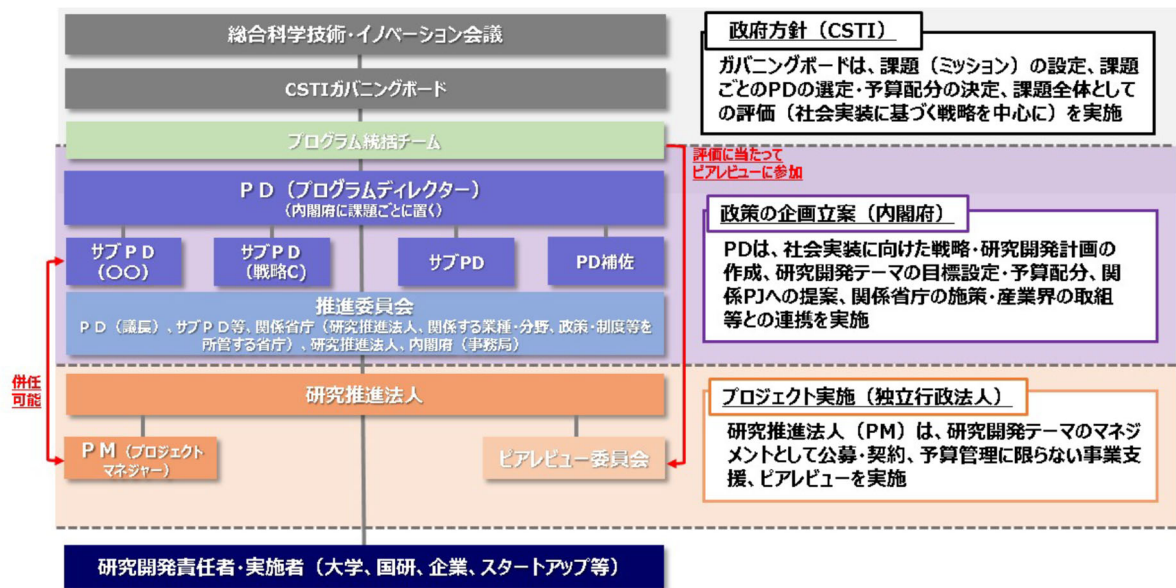 総合科学技術・イノベーション会議
CSTIガバニングボード
プログラム統括チーム
政府方針（CSTI）
ガバニングボードは、課題（ミッション）の設定、課題
ごとのPDの選定・予算配分の決定、課題全体として
の評価（社会実装に基づく戦略を中心に）を実施
評価に当たって
ピアレビューに参加
ＰＤ（プログラムディレクター）
（内閣府に課題ごとに置く）
サブＰＤ
（〇〇）
サブＰＤ
（戦略C）
サブPD
PD補佐
推進委員会
ＰＤ（議長）、サブＰＤ等、関係省庁（研究推進法人、関係する業種・分野、政策・制度等を
所管する省庁）、研究推進法人、内閣府（事務局）
政策の企画立案（内閣府）
PDは、社会実装に向けた戦略・研究開発計画の
作成、研究開発テーマの目標設定・予算配分、関
係PJへの提案、関係省庁の施策・産業界の取組
等との連携を実施
併任
可能
研究推進法人
ＰＭ（プロジェクト
マネジャー）
ピアレビュー委員会
プロジェクト実施（独立行政法人）
研究推進法人（PM）は、研究開発テーマのマネジ
メントとして公募・契約、予算管理に限らない事業支
援、ピアレビューを実施
研究開発責任者・実施者（大学、国研、企業、スタートアップ等）